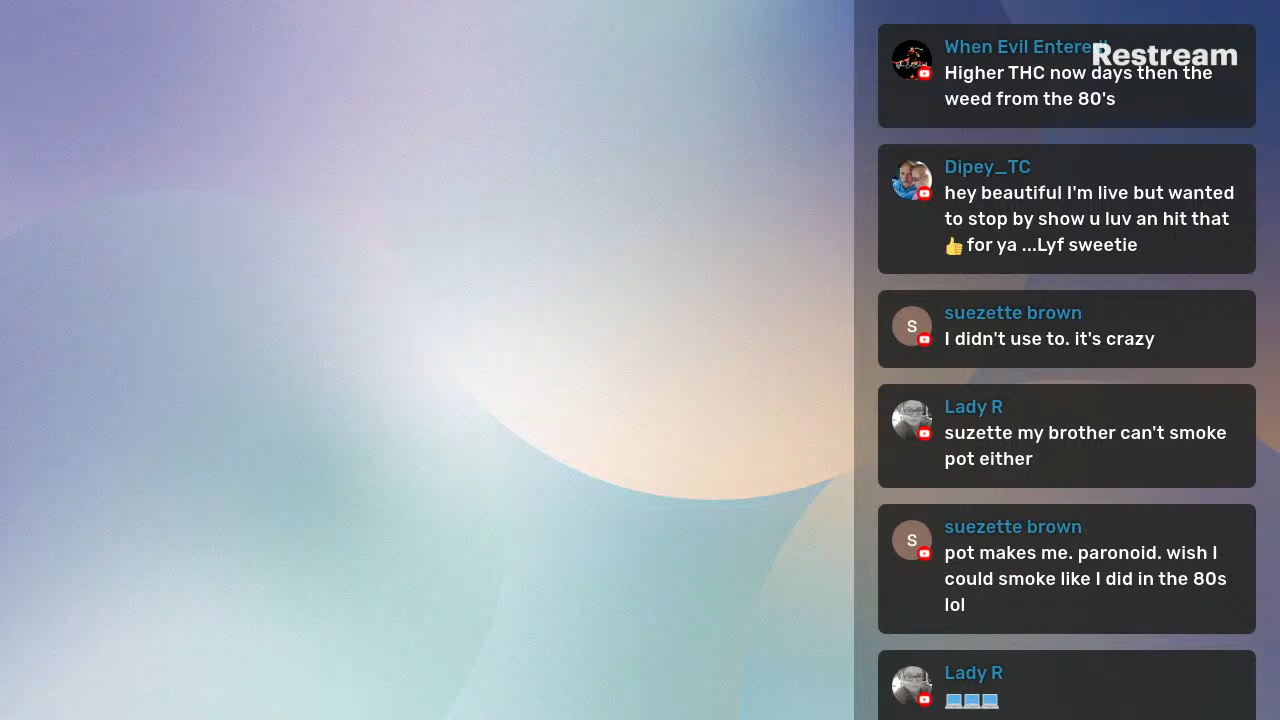 When Evil Entered!
Restream
Higher THC now days then the
weed from the 80's
Dipey_TC
hey beautiful I'm live but wanted
to stop by show u luv an hit that
👍 for ya ...Lyf sweetie
suezette brown
S
I didn't use to. it's crazy
Lady R
suzette my brother can't smoke
pot either
suezette brown
S
pot makes me. paronoid. wish I
could smoke like I did in the 80s
lol
Lady R
💻💻💻